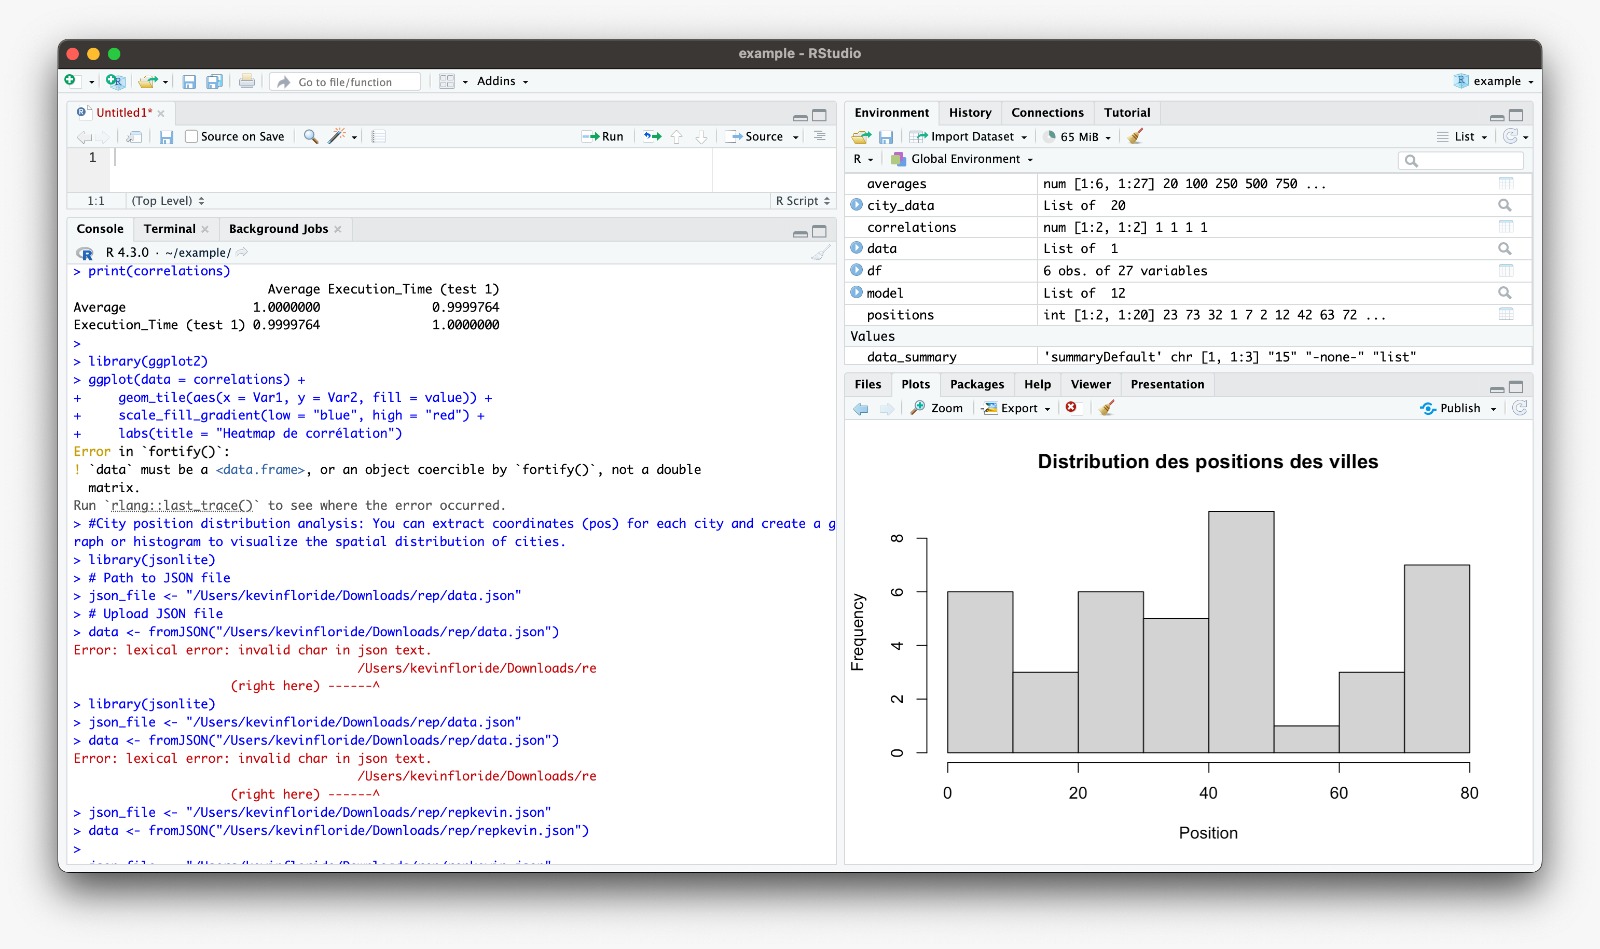 example - RStudio
Go to file/function
Addins
example
Untitled1*
Source on Save
Run
Source
1
1:1
(Top Level)
R Script
Console
Terminal
Background Jobs
R 4.3.0 · ~/example/
> print(correlations)
Average Execution_Time (test 1)
Average 1.0000000 0.9999764
Execution_Time (test 1) 0.9999764 1.0000000
>
> library(ggplot2)
> ggplot(data = correlations) +
+ geom_tile(aes(x = Var1, y = Var2, fill = value)) +
+ scale_fill_gradient(low = "blue", high = "red") +
+ labs(title = "Heatmap de corrélation")
Error in `fortify()`:
! `data` must be a <data.frame>, or an object coercible by `fortify()`, not a double
matrix.
Run `rlang::last_trace()` to see where the error occurred.
> #City position distribution analysis: You can extract coordinates (pos) for each city and create a g
raph or histogram to visualize the spatial distribution of cities.
> library(jsonlite)
> # Path to JSON file
> json_file <- "/Users/kevinfloride/Downloads/rep/data.json"
> # Upload JSON file
> data <- fromJSON("/Users/kevinfloride/Downloads/rep/data.json")
Error: lexical error: invalid char in json text.
/Users/kevinfloride/Downloads/re
(right here) ------^
> library(jsonlite)
> json_file <- "/Users/kevinfloride/Downloads/rep/data.json"
> data <- fromJSON("/Users/kevinfloride/Downloads/rep/data.json")
Error: lexical error: invalid char in json text.
/Users/kevinfloride/Downloads/re
(right here) ------^
> json_file <- "/Users/kevinfloride/Downloads/rep/repkevin.json"
> data <- fromJSON("/Users/kevinfloride/Downloads/rep/repkevin.json")
>
Environment
History
Connections
Tutorial
Import Dataset
65 MiB
List
R
Global Environment
averages num [1:6, 1:27] 20 100 250 500 750 ...
city_data List of 20
correlations num [1:2, 1:2] 1 1 1 1
data List of 1
df 6 obs. of 27 variables
model List of 12
positions int [1:2, 1:20] 23 73 32 1 7 2 12 42 63 72 ...
Values
data_summary 'summaryDefault' chr [1, 1:3] "15" "-none-" "list"
Files
Plots
Packages
Help
Viewer
Presentation
Zoom
Export
Publish
Distribution des positions des villes
Frequency
8
6
4
2
0
0 20 40 60 80
Position